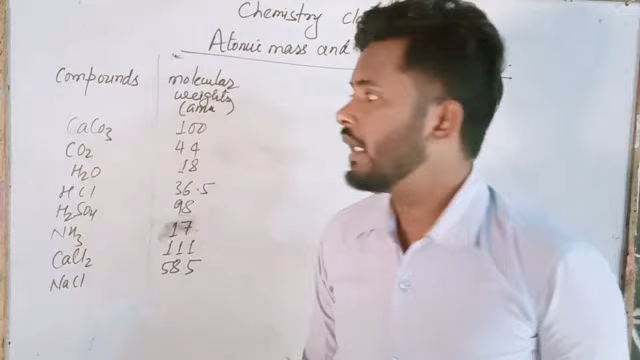 Chemistry
Atomic mass and
Compounds molecular weights (amu)
CaCO3 100
CO2 44
H2O 18
HCl 36.5
H2SO4 98
NH3 17
CaCl2 111
NaCl 58.5